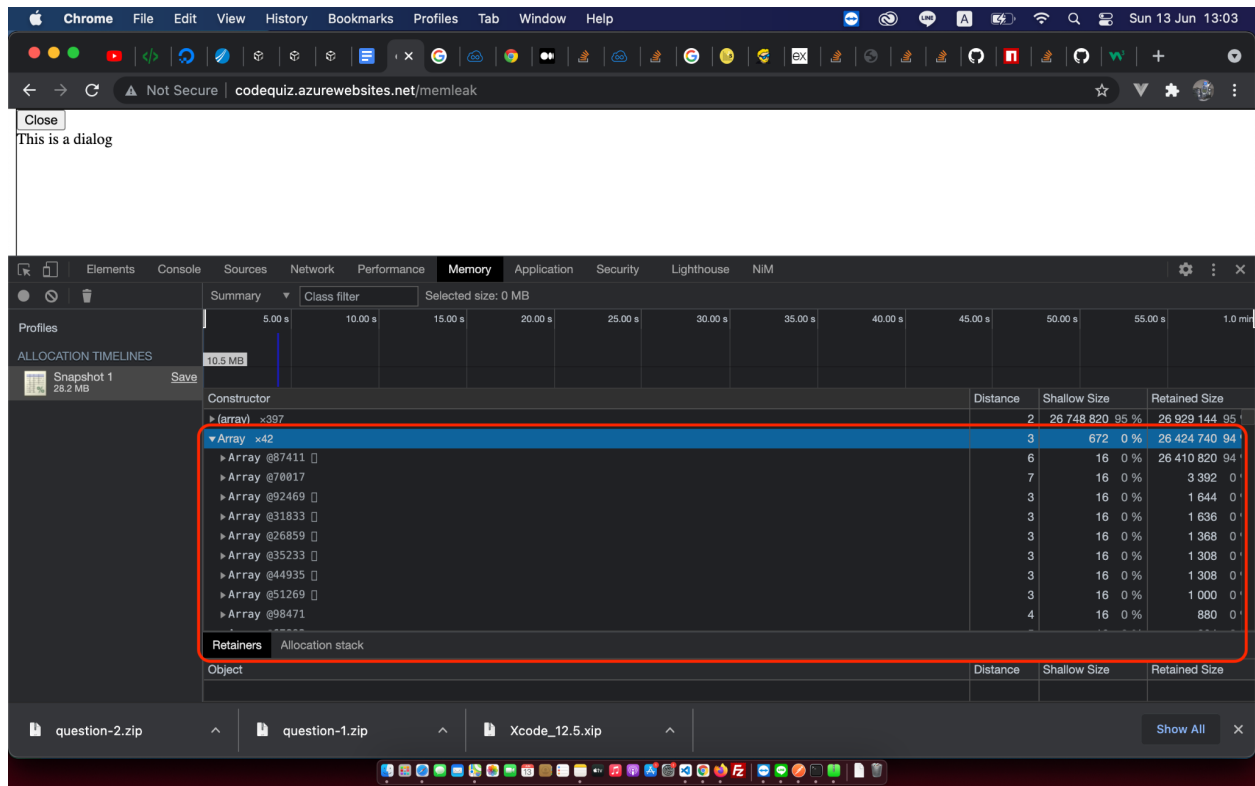 Chrome File Edit View History Bookmarks Profiles Tab Window Help LINE A Sun 13 Jun 13:03
Not Secure codequiz.azurewebsites.net/memleak
Close
This is a dialog
Elements Console Sources Network Performance Memory Application Security Lighthouse NiM
Summary Class filter Selected size: 0 MB
Profiles
5.00 s 10.00 s 15.00 s 20.00 s 25.00 s 30.00 s 35.00 s 40.00 s 45.00 s 50.00 s 55.00 s 1.0 min
ALLOCATION TIMELINES
10.5 MB
Snapshot 1 Save
28.2 MB
Constructor Distance Shallow Size Retained Size
(array) ×397 2 26 748 820 95 % 26 929 144 95
Array ×42 3 672 0 % 26 424 740 94
Array @87411 [] 6 16 0 % 26 410 820 94
Array @70017 7 16 0 % 3 392 0
Array @92469 [] 3 16 0 % 1 644 0
Array @31833 [] 3 16 0 % 1 636 0
Array @26859 [] 3 16 0 % 1 368 0
Array @35233 [] 3 16 0 % 1 308 0
Array @44935 [] 3 16 0 % 1 308 0
Array @51269 [] 3 16 0 % 1 000 0
Array @98471 4 16 0 % 880 0
Retainers Allocation stack
Object Distance Shallow Size Retained Size
question-2.zip question-1.zip Xcode_12.5.xip Show All